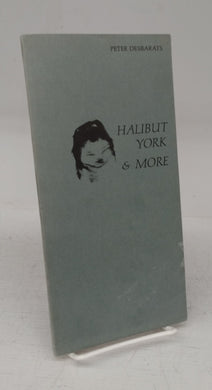 PETER DESBARATS
HALIBUT
YORK
& MORE